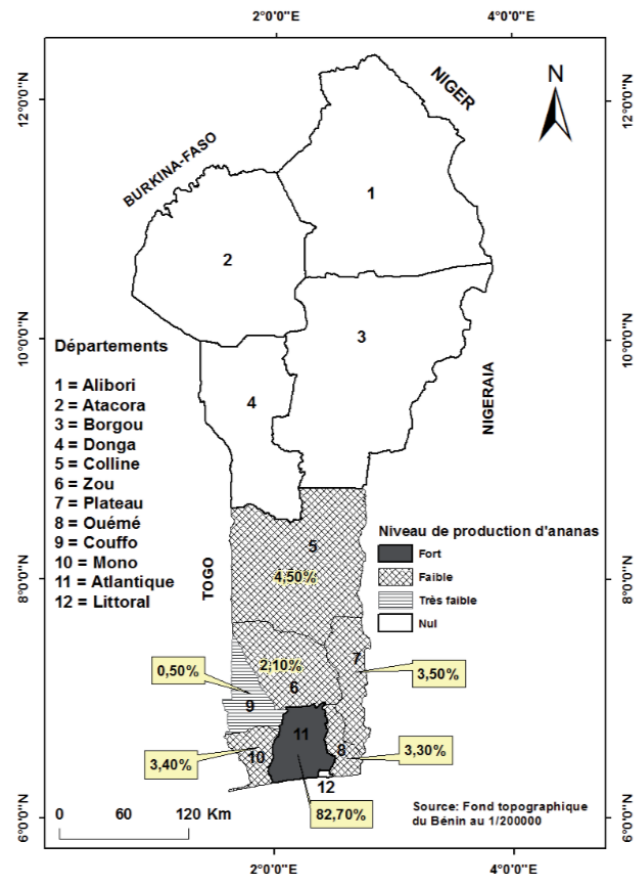 2°0'0"E
4°0'0"E
12°0'0"N
12°0'0"N
NIGER
N
BURKINA-FASO
1
2
3
10°0'0"N
10°0'0"N
Départements
4
NIGERAIA
1 = Alibori
2 = Atacora
3 = Borgou
4 = Donga
5 = Colline
6 = Zou
7 = Plateau
8 = Ouémé
9 = Couffo
10 = Mono
11 = Atlantique
12 = Littoral
Niveau de production d'ananas
Fort
Faible
Très faible
Nul
5
4,50%
TOGO
8°0'0"N
8°0'0"N
0,50%
2,10%
6
7
3,50%
9
11
3,40%
10
8
3,30%
12
82,70%
0 60 120 Km
Source: Fond topographique
du Bénin au 1/200000
6°0'0"N
6°0'0"N
2°0'0"E
4°0'0"E